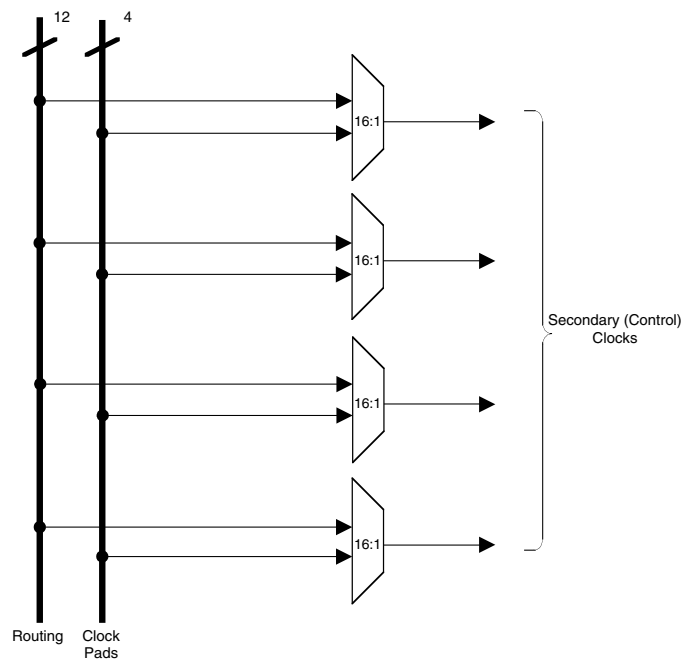 12
4
16:1
16:1
16:1
16:1
Secondary (Control)
Clocks
Routing
Clock
Pads